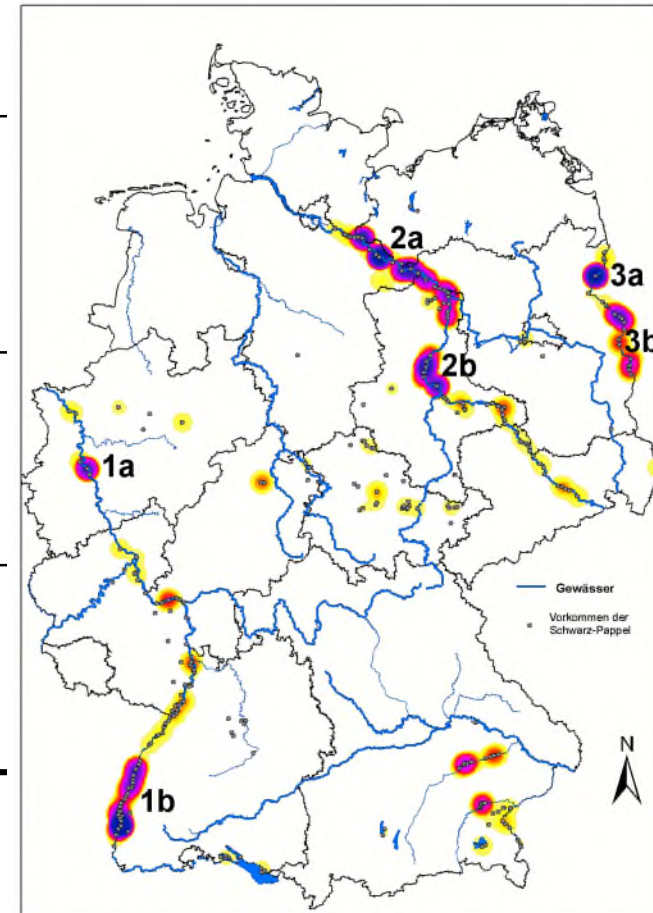 2a
3a
3b
2b
1a
Gewässer
Vorkommen der
Schwarz-Pappel
N
1b